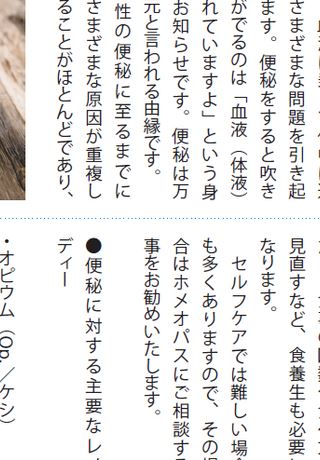 さまざまな問題を引き起
ます。便秘をすると吹き
がでるのは「血液（体液）
れていますよ」という身
お知らせです。便秘は万
元と言われる由縁です。
性の便秘に至るまでに
さまざまな原因が重複し
ることがほとんどであり、
見直すなど、食養生も必要
なります。
セルフケアでは難しい場合
も多くありますので、その場
合はホメオパスにご相談する
事をお勧めいたします。
●便秘に対する主要なレ
ディー
・オピウム（Op.／ケシ）